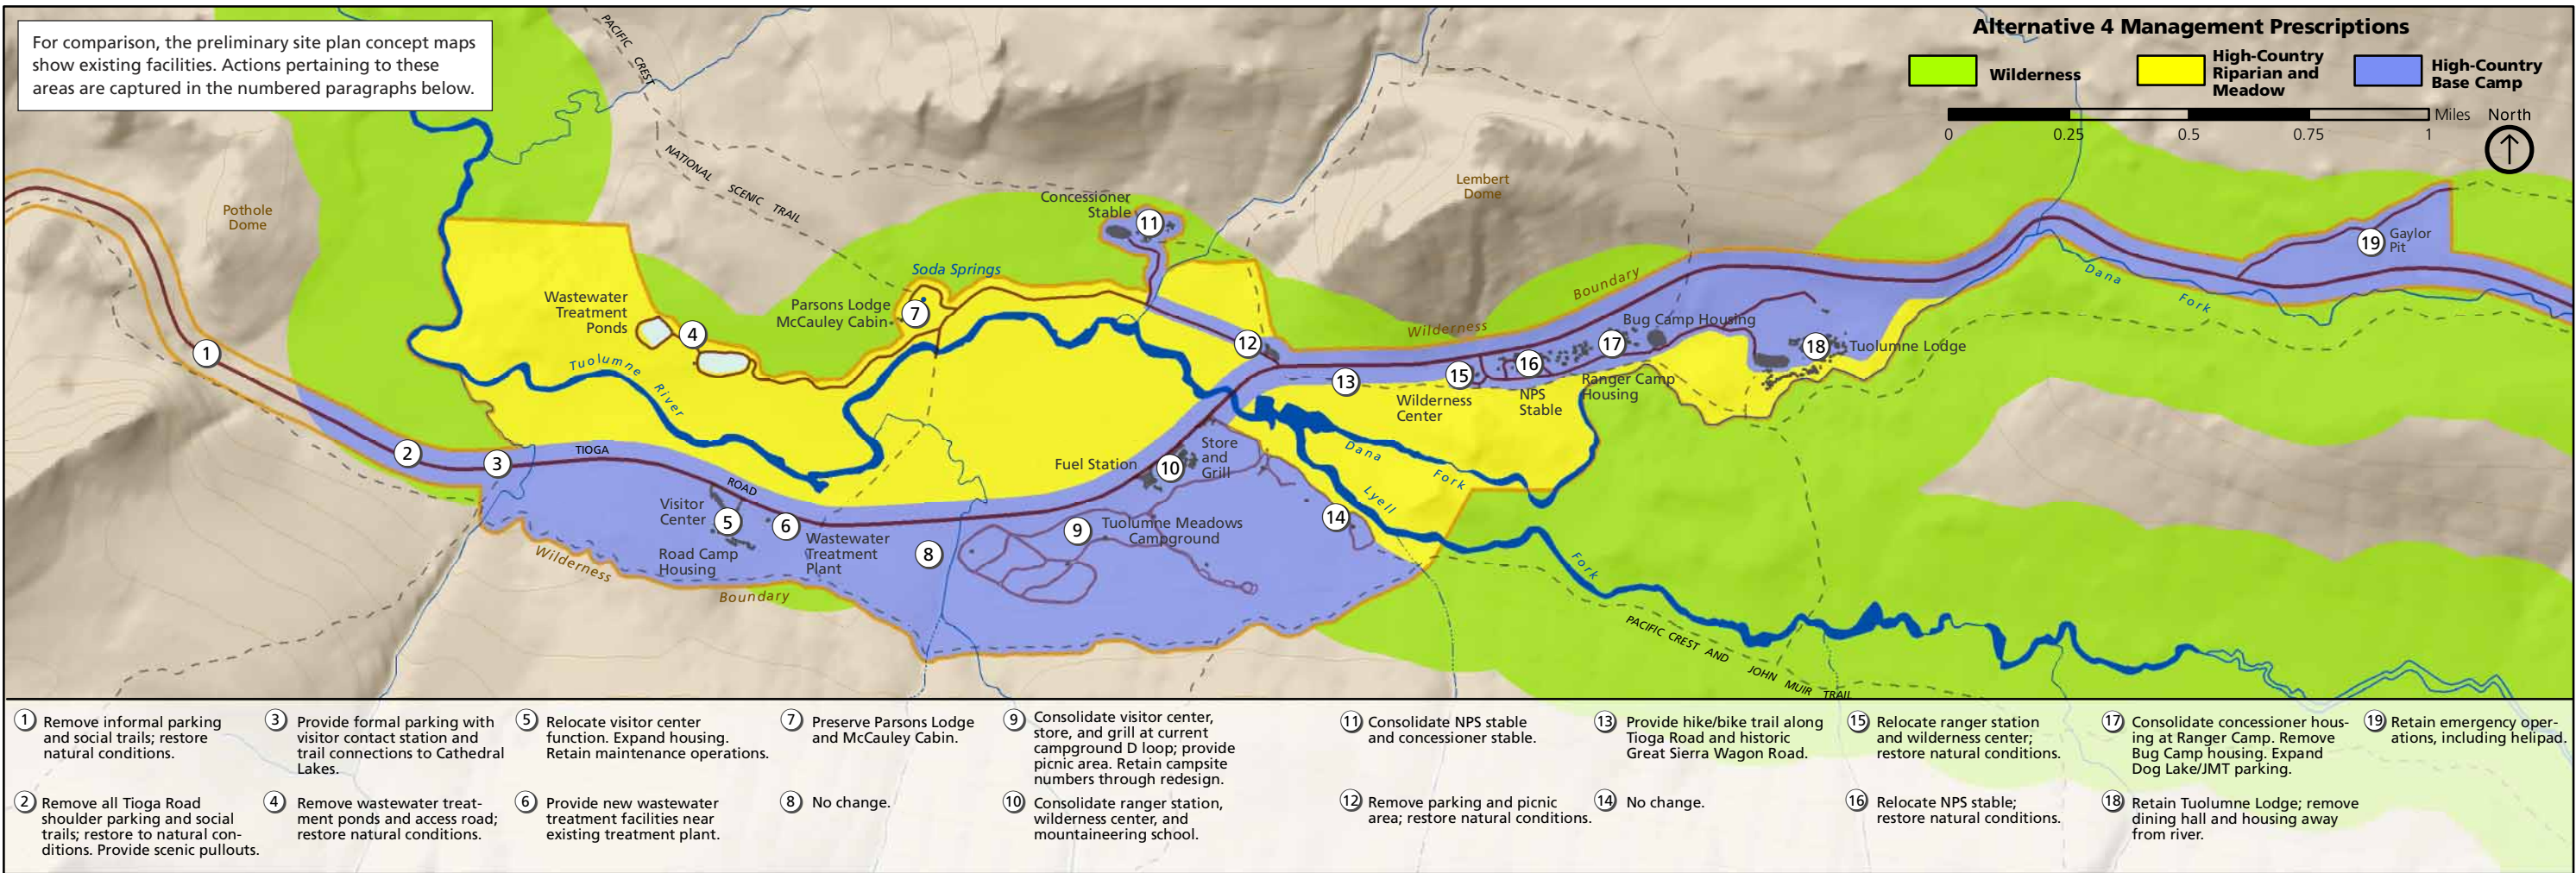 For comparison, the preliminary site plan concept maps
show existing facilities. Actions pertaining to these
areas are captured in the numbered paragraphs below.
Alternative 4 Management Prescriptions
Wilderness
High-Country
Riparian and
Meadow
High-Country
Base Camp
0
0.25
0.5
0.75
1
Miles
North
PACIFIC CREST
NATIONAL SCENIC TRAIL
Pothole
Dome
Lembert
Dome
Concessioner
Stable
11
Soda Springs
Parsons Lodge
McCauley Cabin
7
Wastewater
Treatment
Ponds
4
Tuolumne River
1
2
3
TIOGA
ROAD
Visitor
Center
5
6
Road Camp
Housing
Wastewater
Treatment
Plant
8
Wilderness
Boundary
9
Tuolumne Meadows
Campground
Fuel Station
10
Store
and
Grill
12
13
14
Wilderness
Boundary
15
Wilderness
Center
16
NPS
Stable
17
Bug Camp Housing
Ranger Camp
Housing
18
Tuolumne Lodge
Dana Fork
19
Gaylor
Pit
Dana Fork
Lyell Fork
PACIFIC CREST AND JOHN MUIR TRAIL
1 Remove informal parking
and social trails; restore
natural conditions.
2 Remove all Tioga Road
shoulder parking and social
trails; restore to natural con-
ditions. Provide scenic pullouts.
3 Provide formal parking with
visitor contact station and
trail connections to Cathedral
Lakes.
4 Remove wastewater treat-
ment ponds and access road;
restore natural conditions.
5 Relocate visitor center
function. Expand housing.
Retain maintenance operations.
6 Provide new wastewater
treatment facilities near
existing treatment plant.
7 Preserve Parsons Lodge
and McCauley Cabin.
8 No change.
9 Consolidate visitor center,
store, and grill at current
campground D loop; provide
picnic area. Retain campsite
numbers through redesign.
10 Consolidate ranger station,
wilderness center, and
mountaineering school.
11 Consolidate NPS stable
and concessioner stable.
12 Remove parking and picnic
area; restore natural conditions.
13 Provide hike/bike trail along
Tioga Road and historic
Great Sierra Wagon Road.
14 No change.
15 Relocate ranger station
and wilderness center;
restore natural conditions.
16 Relocate NPS stable;
restore natural conditions.
17 Consolidate concessioner hous-
ing at Ranger Camp. Remove
Bug Camp housing. Expand
Dog Lake/JMT parking.
18 Retain Tuolumne Lodge; remove
dining hall and housing away
from river.
19 Retain emergency oper-
ations, including helipad.